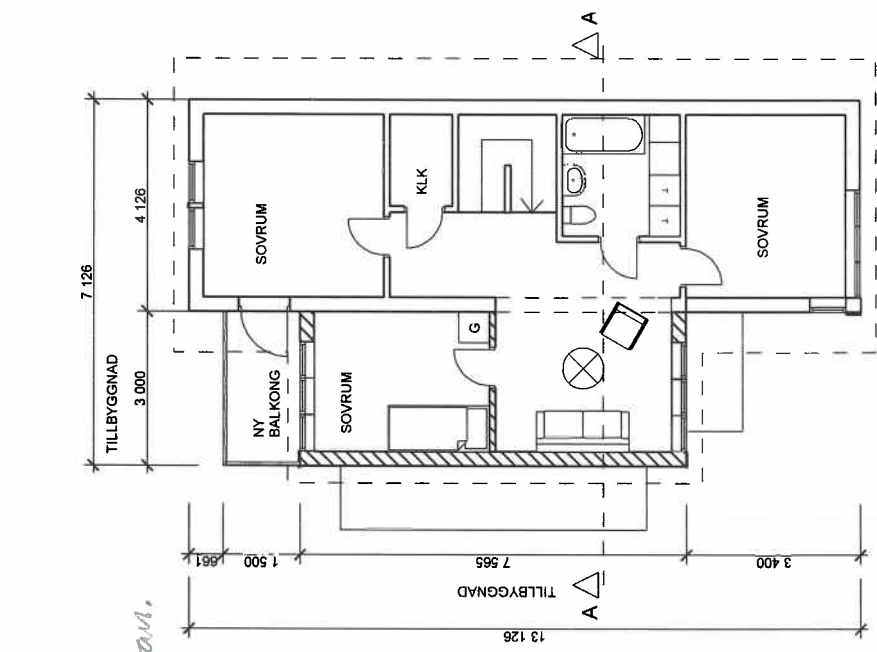 A
7 126
4 126
3 000
TILLBYGGNAD
SOVRUM
KLK
SOVRUM
NY
BALKONG
SOVRUM
G
661
1 500
7 565
3 400
TILLBYGGNAD
A
13 126